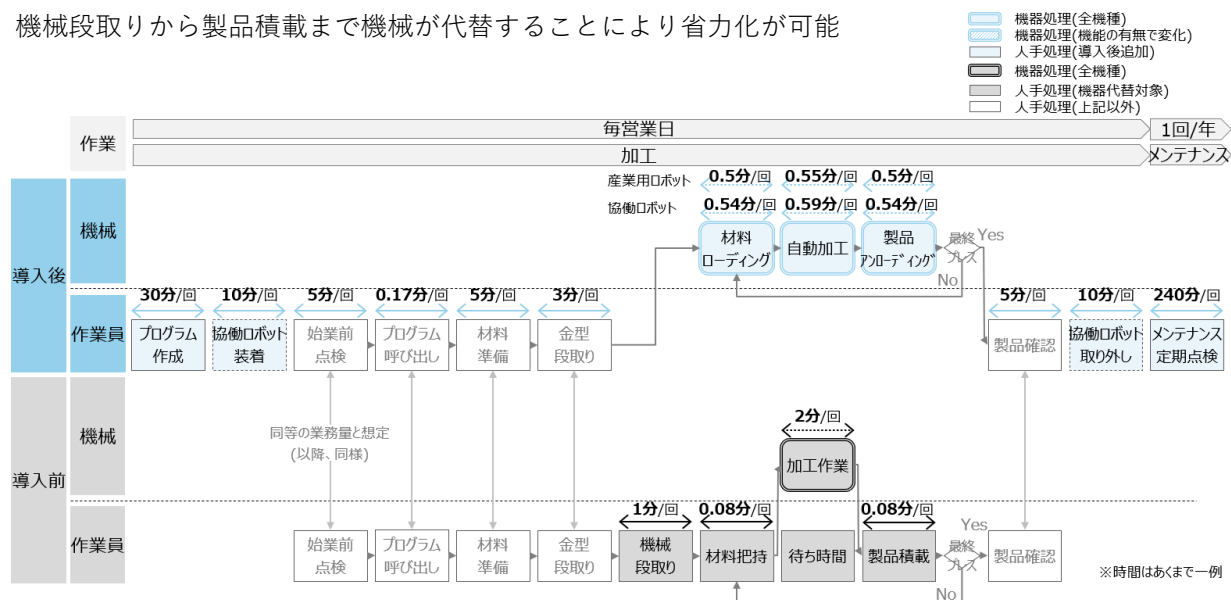 機械段取りから製品積載まで機械が代替することにより省力化が可能
機器処理(全機種)
機器処理(機能の有無で変化)
人手処理(導入後追加)
機器処理(全機種)
人手処理(機器代替対象)
人手処理(上記以外)
作業
毎営業日
1回/年
加工
メンテナンス
導入後
機械
産業用ロボット
0.5分/回
0.55分/回
0.5分/回
協働ロボット
0.54分/回
0.59分/回
0.54分/回
材料
ローディング
自動加工
製品
アンローディング
最終
プレス
Yes
No
作業員
30分/回
10分/回
5分/回
0.17分/回
5分/回
3分/回
5分/回
10分/回
240分/回
プログラム
作成
協働ロボット
装着
始業前
点検
プログラム
呼び出し
材料
準備
金型
段取り
製品確認
協働ロボット
取り外し
メンテナンス
定期点検
導入前
機械
同等の業務量と想定
(以降、同様)
2分/回
加工作業
作業員
1分/回
0.08分/回
0.08分/回
始業前
点検
プログラム
呼び出し
材料
準備
金型
段取り
機械
段取り
材料把持
待ち時間
製品積載
最終
プレス
Yes
No
製品確認
※時間はあくまで一例